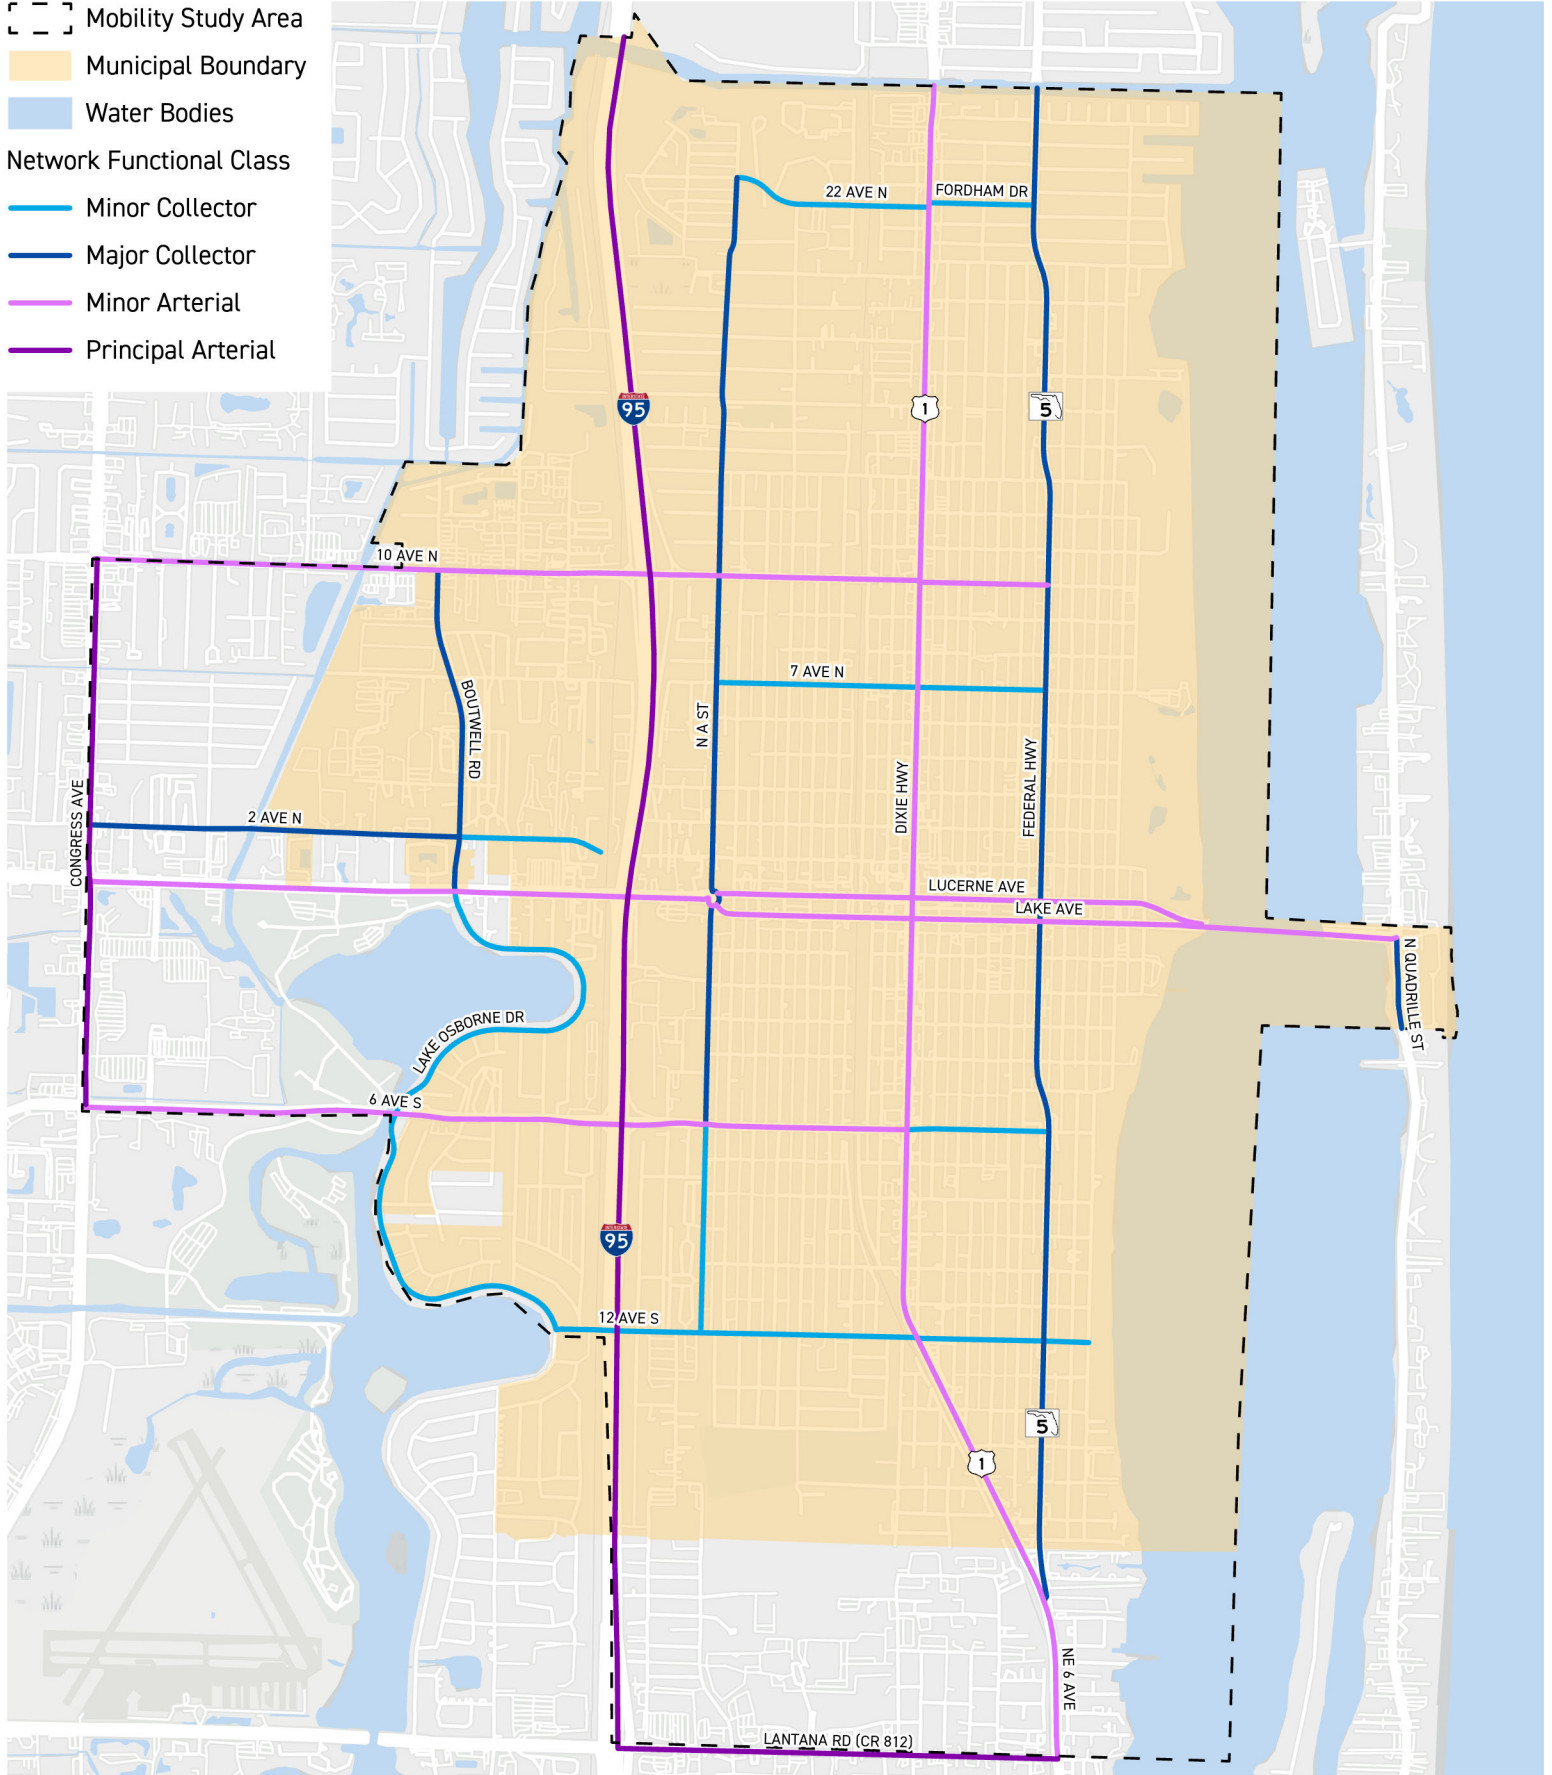 Mobility Study Area
Municipal Boundary
Water Bodies
Network Functional Class
Minor Collector
Major Collector
Minor Arterial
Principal Arterial
22 AVE N
FORDHAM DR
INTERSTATE
95
1
5
10 AVE N
7 AVE N
BOUTWELL RD
N A ST
DIXIE HWY
FEDERAL HWY
CONGRESS AVE
2 AVE N
LUCERNE AVE
LAKE AVE
N QUADRILLE ST
LAKE OSBORNE DR
6 AVE S
INTERSTATE
95
12 AVE S
5
1
NE 6 AVE
LANTANA RD (CR 812)